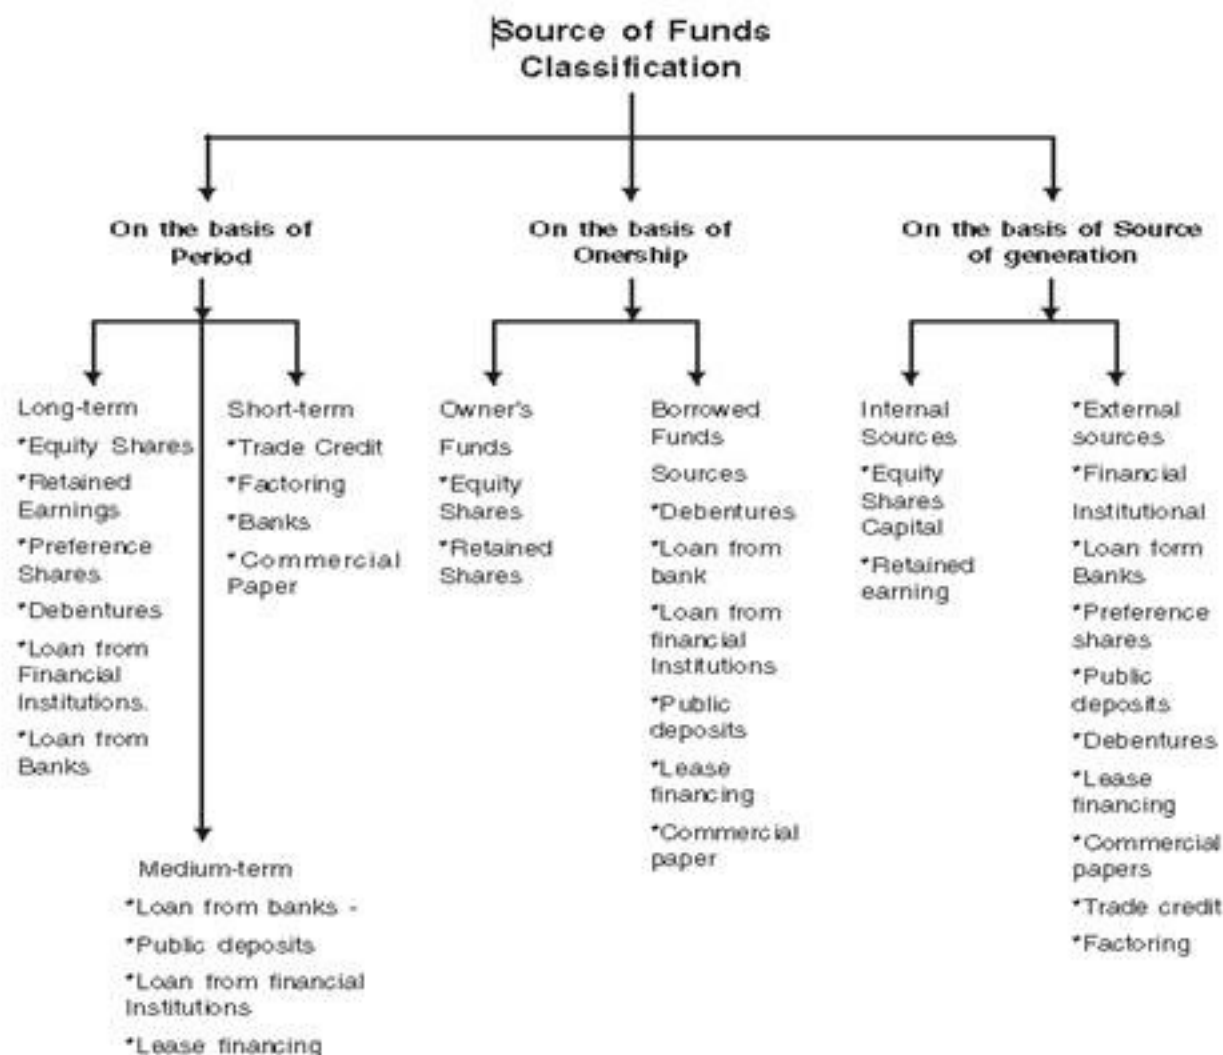 Source of Funds
Classification
On the basis of
Period
On the basis of
Onership
On the basis of Source
of generation
Long-term
*Equity Shares
*Retained
Earnings
*Preference
Shares
*Debentures
*Loan from
Financial
Institutions.
*Loan from
Banks
Short-term
*Trade Credit
*Factoring
*Banks
*Commercial
Paper
Medium-term
*Loan from banks -
*Public deposits
*Loan from financial
Institutions
*Lease financing
Owner's
Funds
*Equity
Shares
*Retained
Shares
Borrowed
Funds
Sources
*Debentures
*Loan from
bank
*Loan from
financial
Institutions
*Public
deposits
*Lease
financing
*Commercial
paper
Internal
Sources
*Equity
Shares
Capital
*Retained
earning
*External
sources
*Financial
Institutional
*Loan form
Banks
*Preference
shares
*Public
deposits
*Debentures
*Lease
financing
*Commercial
papers
*Trade credit
*Factoring